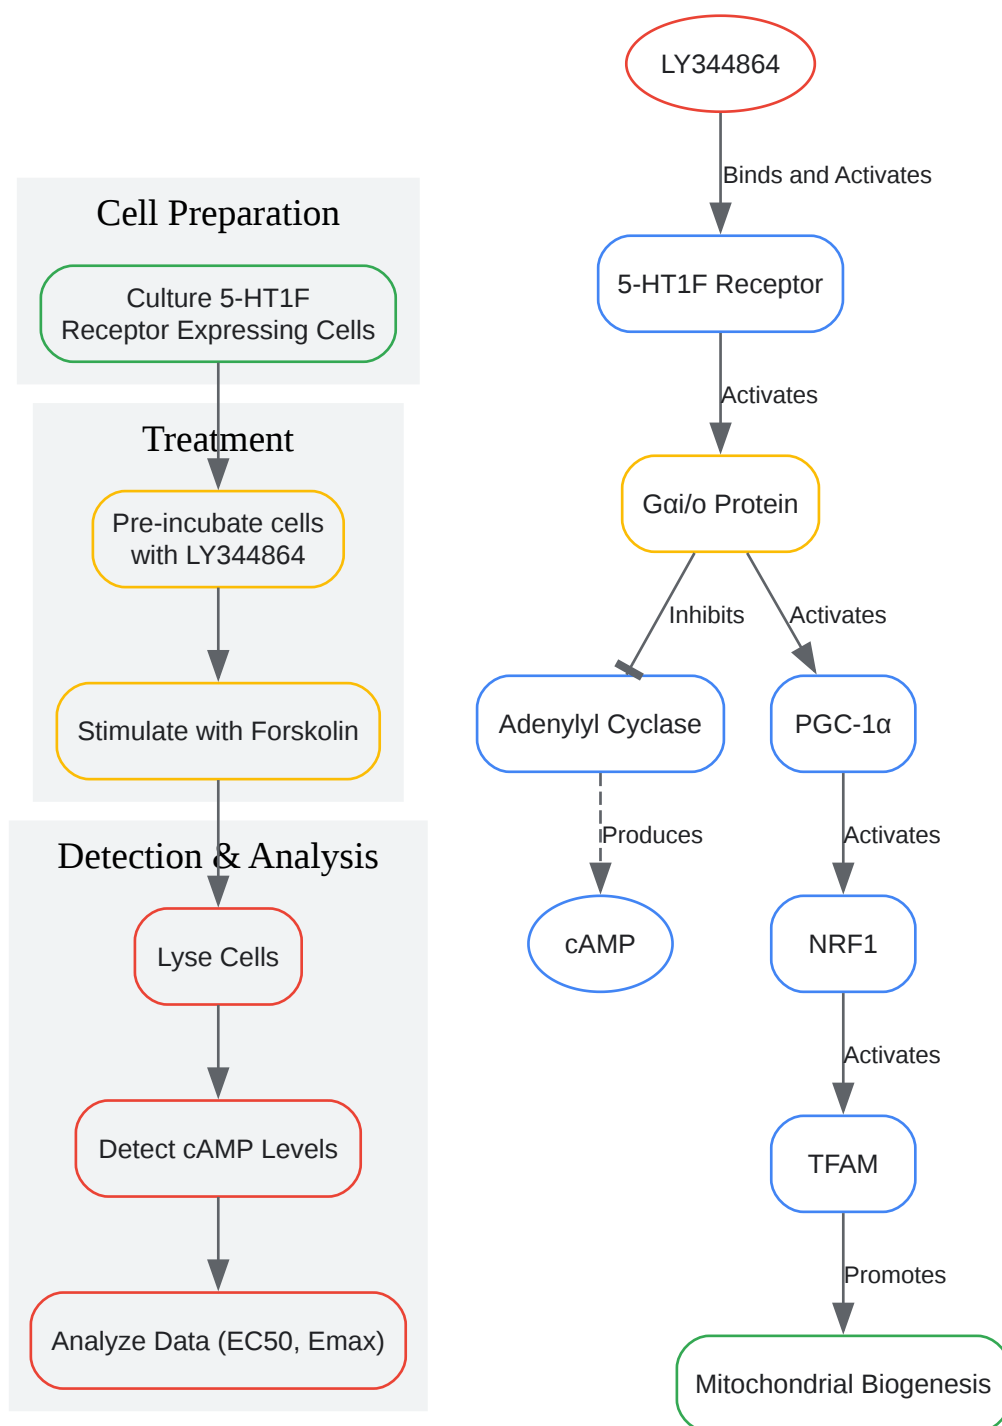 Cell Preparation
Culture 5-HT1F
Receptor Expressing Cells
Treatment
Pre-incubate cells
with LY344864
Stimulate with Forskolin
Detection & Analysis
Lyse Cells
Detect cAMP Levels
Analyze Data (EC50, Emax)
LY344864
Binds and Activates
5-HT1F Receptor
Activates
Gαi/o Protein
Inhibits
Activates
Adenylyl Cyclase
PGC-1α
Produces
Activates
cAMP
NRF1
Activates
TFAM
Promotes
Mitochondrial Biogenesis